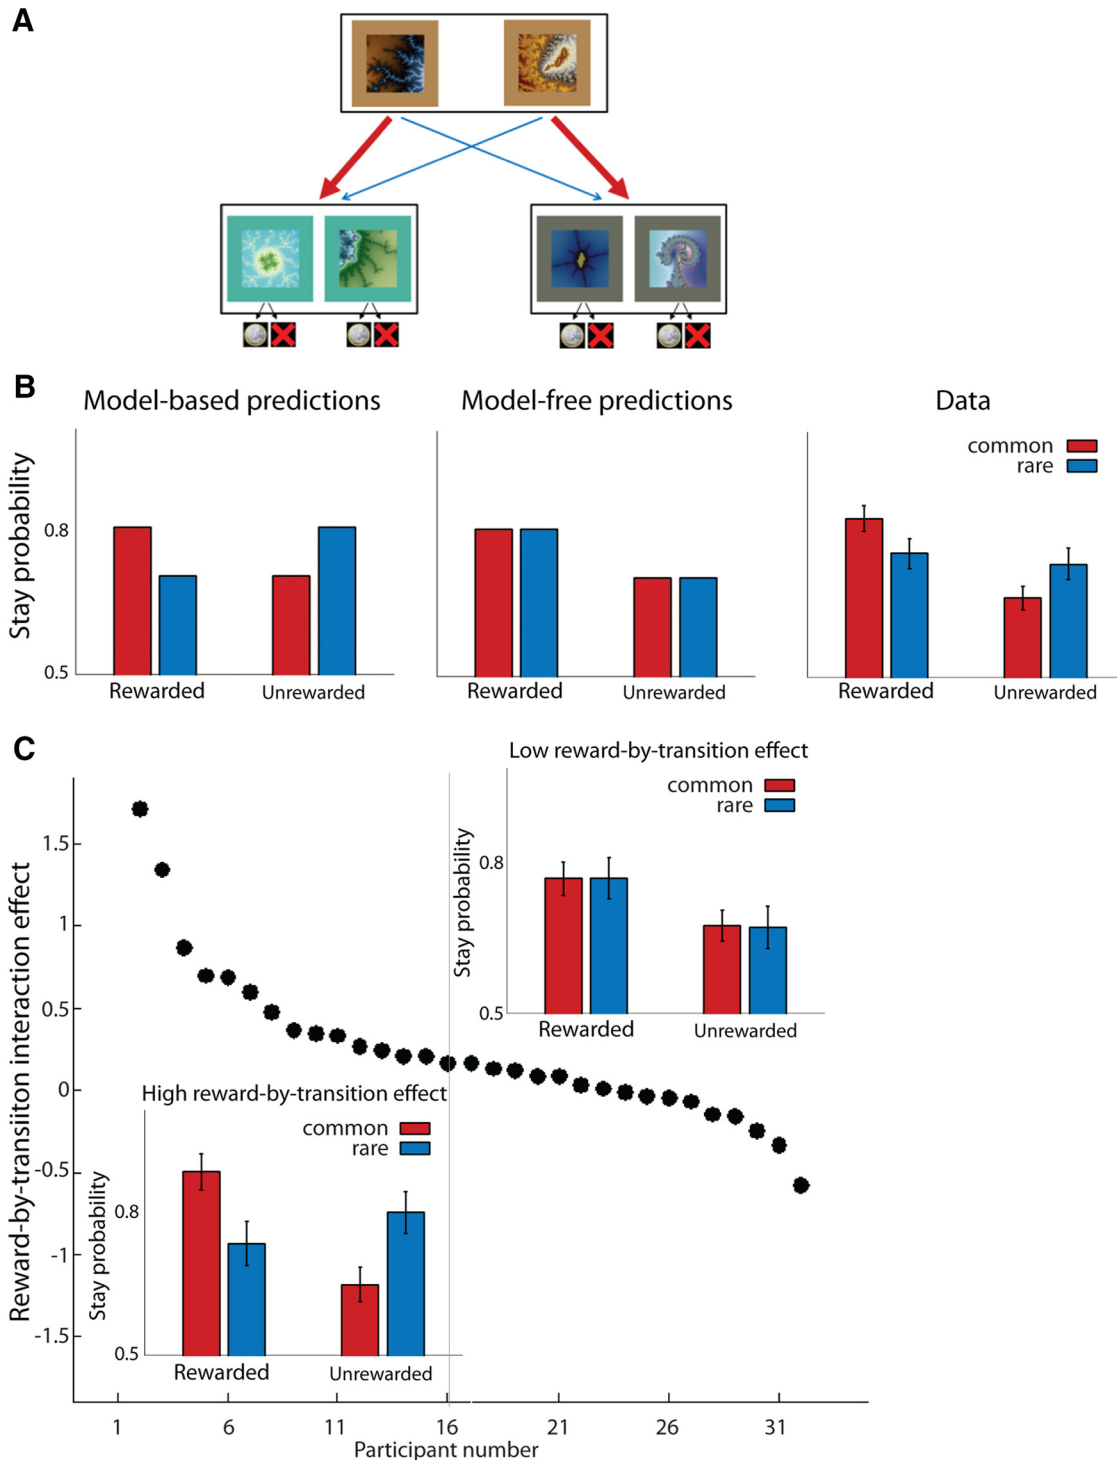 A
B
Model-based predictions
Model-free predictions
Data
Stay probability
0.8
0.5
Rewarded
Unrewarded
Rewarded
Unrewarded
common
rare
Rewarded
Unrewarded
C
Reward-by-transiiton interaction effect
1.5
1
0.5
0
-0.5
-1
-1.5
Low reward-by-transition effect
common
rare
Stay probability
0.8
0.5
Rewarded
Unrewarded
High reward-by-transition effect
common
rare
Stay probability
0.8
0.5
Rewarded
Unrewarded
1 6 11 16 21 26 31
Participant number